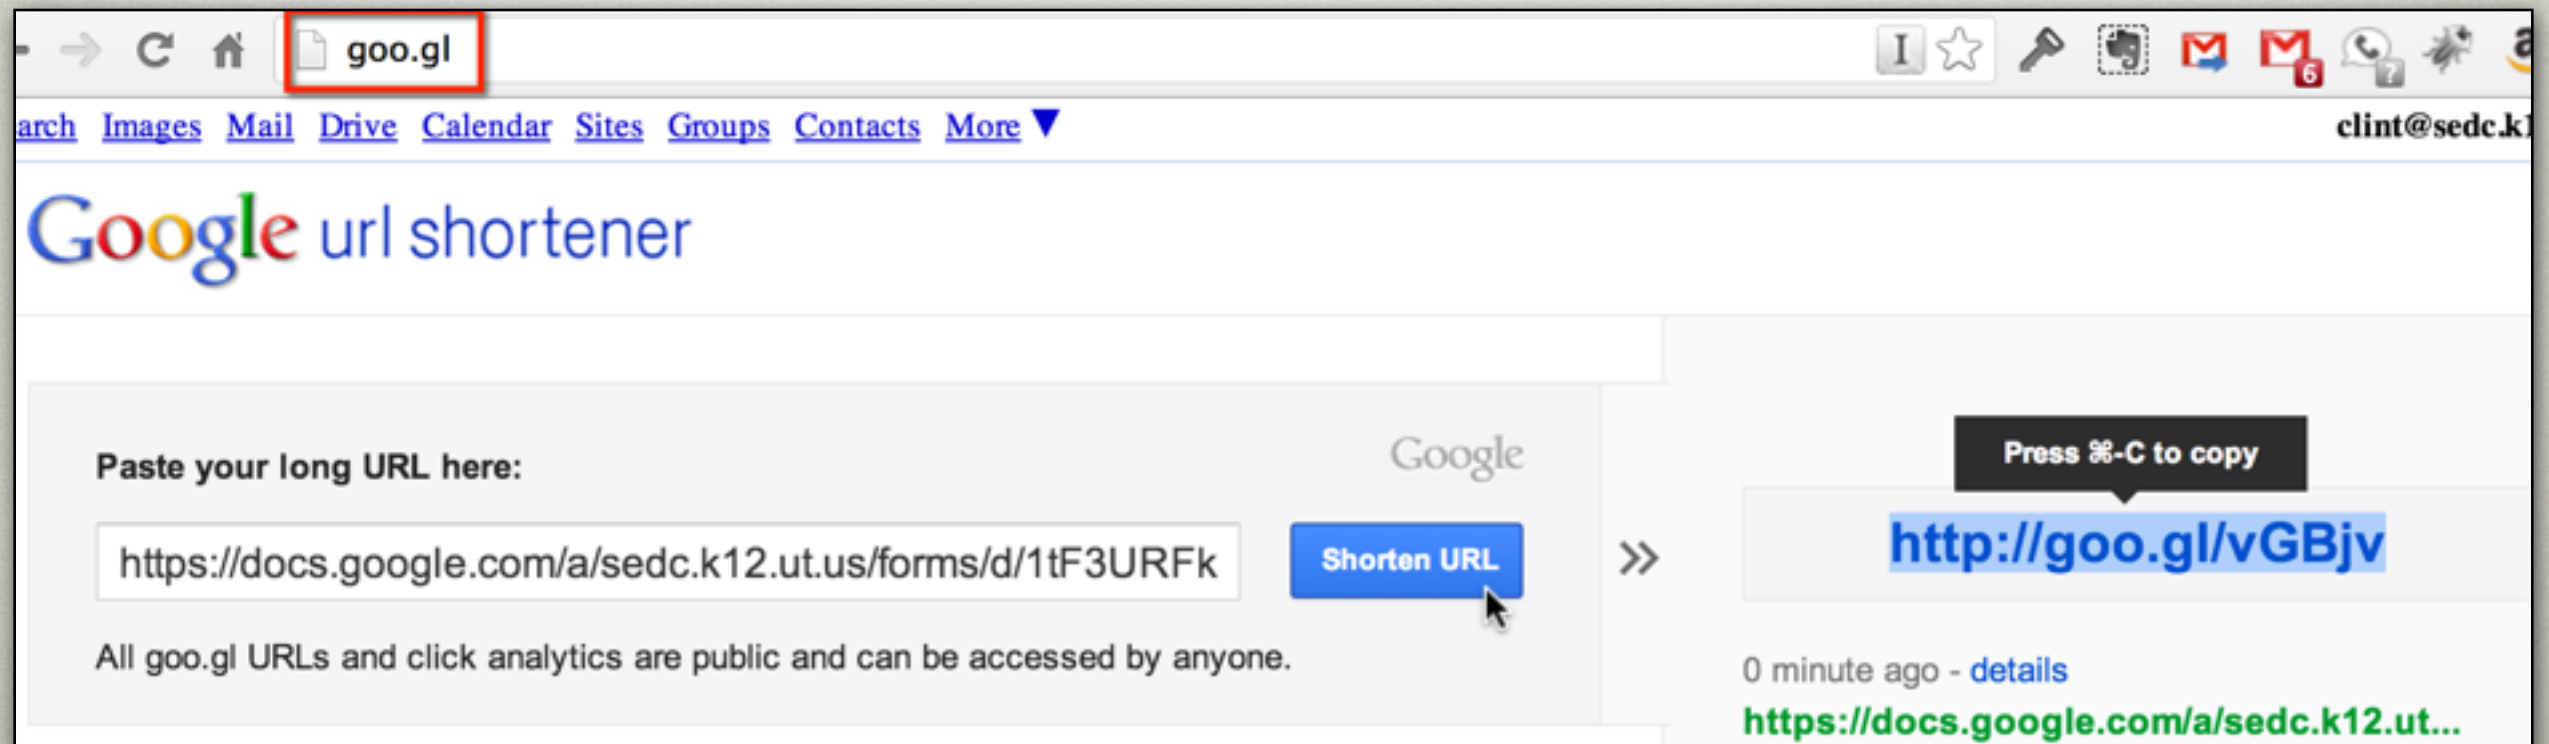 goo.gl
arch Images Mail Drive Calendar Sites Groups Contacts More
clint@sedc.k1
Google url shortener
Paste your long URL here:
Google
https://docs.google.com/a/sedc.k12.ut.us/forms/d/1tF3URFk
Shorten URL
All goo.gl URLs and click analytics are public and can be accessed by anyone.
Press ⌘-C to copy
http://goo.gl/vGBjv
0 minute ago - details
https://docs.google.com/a/sedc.k12.ut...